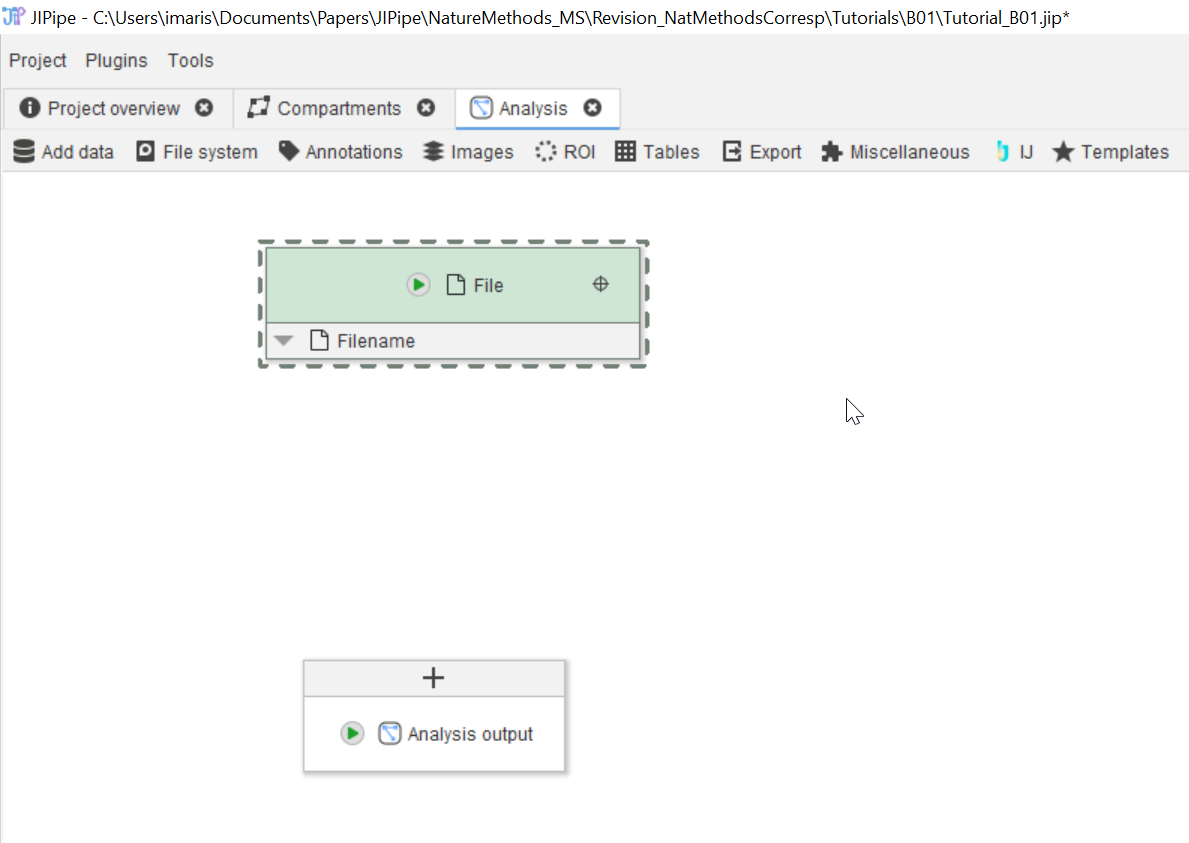 JIPipe - C:\Users\imaris\Documents\Papers\JIPipe\NatureMethods_MS\Revision_NatMethodsCorresp\Tutorials\B01\Tutorial_B01.jip*
Project Plugins Tools
Project overview Compartments Analysis
Add data File system Annotations Images ROI Tables Export Miscellaneous IJ Templates
File
Filename
Analysis output